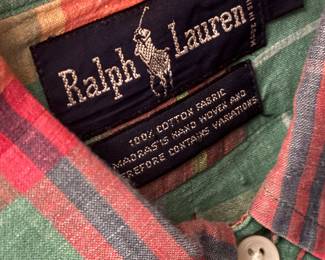 Ralph Lauren
100% COTTON FABRIC
MADRAS IS HAND WOVEN AND
THEREFORE CONTAINS VARIATIONS.